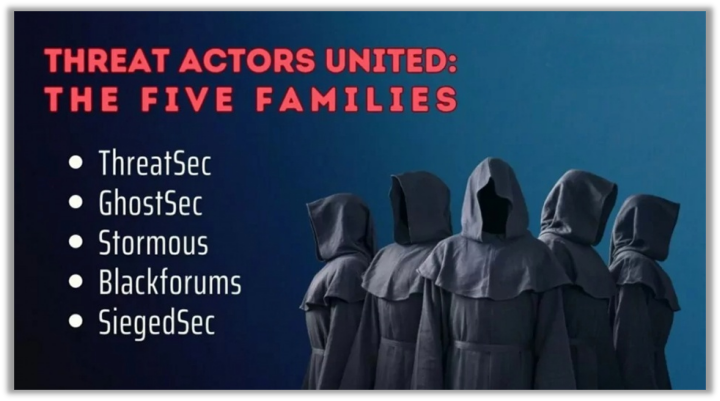 THREAT ACTORS UNITED:
THE FIVE FAMILIES
ThreatSec
GhostSec
Stormous
Blackforums
SiegedSec